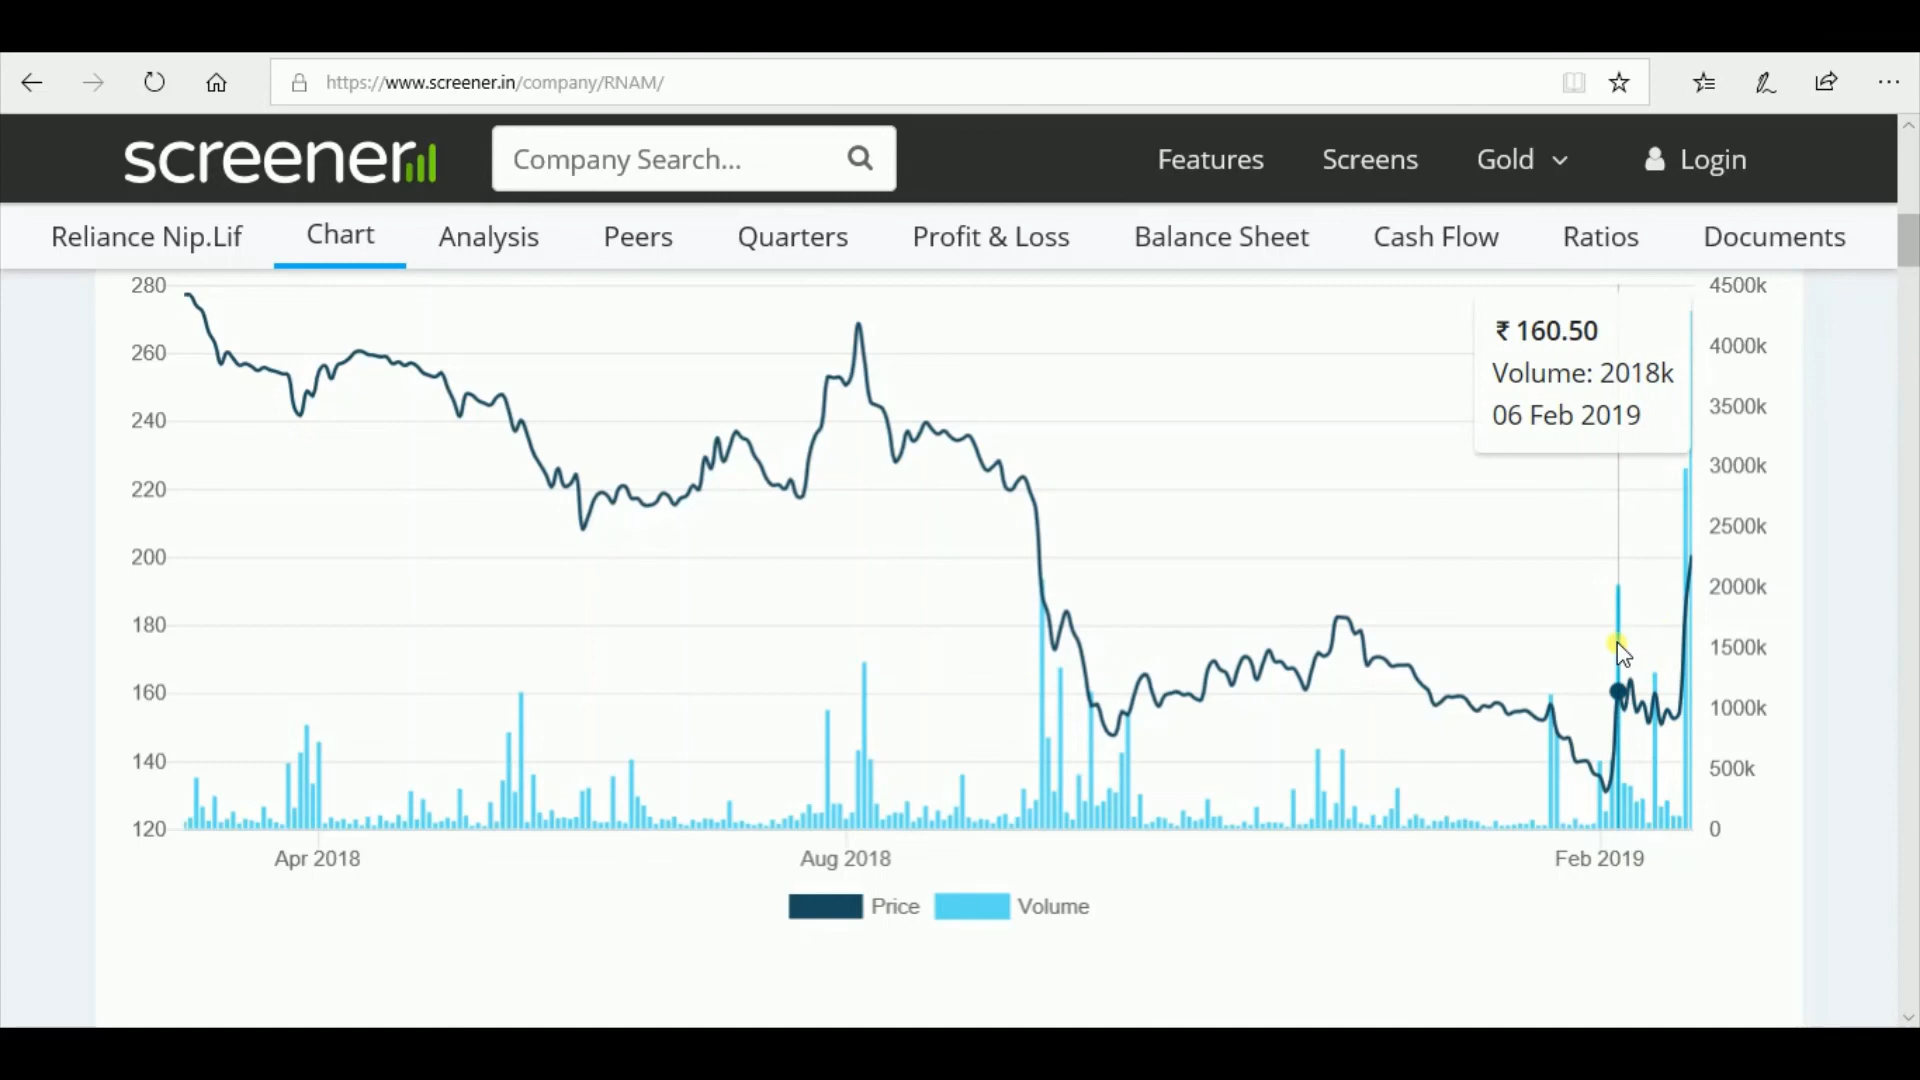 https://www.screener.in/company/RNAM/
screener
Company Search...
Features
Screens
Gold
Login
Reliance Nip.Lif
Chart
Analysis
Peers
Quarters
Profit & Loss
Balance Sheet
Cash Flow
Ratios
Documents
280
260
240
220
200
180
160
140
120
4500k
4000k
3500k
3000k
2500k
2000k
1500k
1000k
500k
0
₹ 160.50
Volume: 2018k
06 Feb 2019
Apr 2018
Aug 2018
Feb 2019
Price
Volume